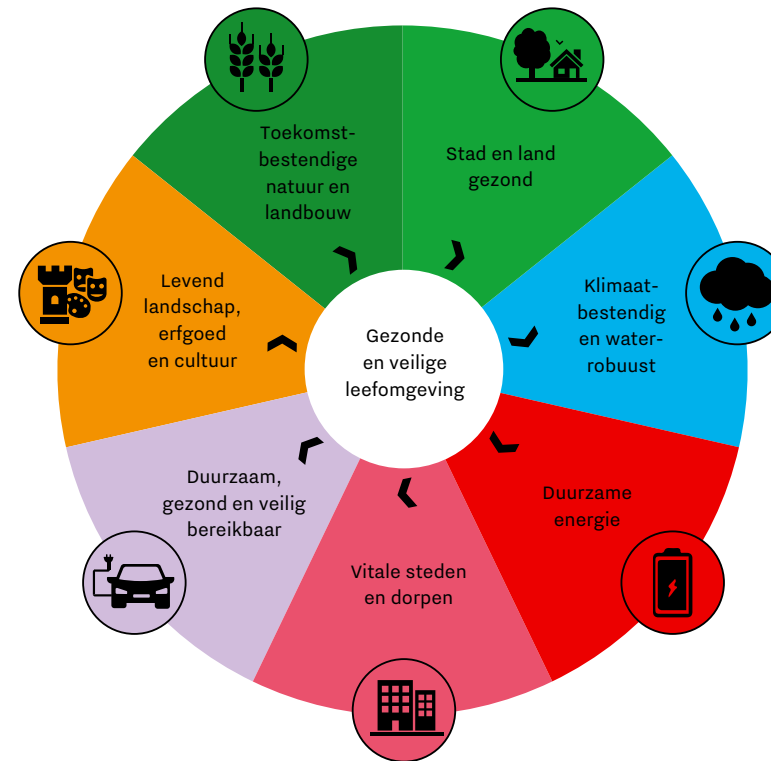 Toekomst-
bestendige
natuur en
landbouw
Stad en land
gezond
Klimaat-
bestendig
en water-
robuust
Duurzame
energie
Vitale steden
en dorpen
Duurzaam,
gezond en veilig
bereikbaar
Levend
landschap,
erfgoed
en cultuur
Gezonde
en veilige
leefomgeving